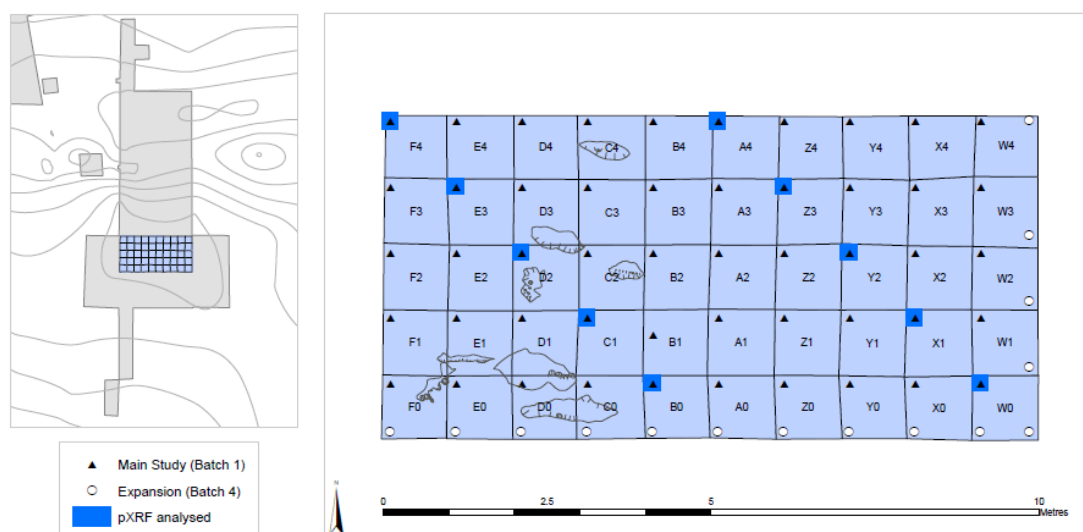 F4 E4 D4 C4 B4 A4 Z4 Y4 X4 W4
F3 E3 D3 C3 B3 A3 Z3 Y3 X3 W3
F2 E2 D2 C2 B2 A2 Z2 Y2 X2 W2
F1 E1 D1 C1 B1 A1 Z1 Y1 X1 W1
F0 E0 D0 C0 B0 A0 Z0 Y0 X0 W0
Main Study (Batch 1)
Expansion (Batch 4)
pXRF analysed
N
0 2.5 5 10
Metres